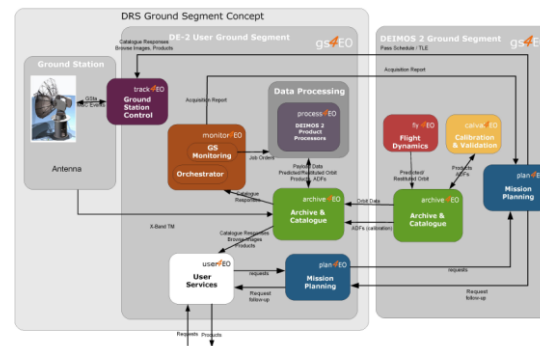 DRS Ground Segment Concept
Catalogue Responses
Browse Images, Products
DE-2 User Ground Segment
gs4EO
DEIMOS 2 Ground Segment
gs4EO
Pass Schedule / TLE
Ground Station
Acquisition Report
track4EO
Ground
Station
Control
Antenna
Acquisition Report
Data Processing
process4EO
DEIMOS 2
Product
Processors
monitor4EO
GS
Monitoring
Orchestrator
Job Orders
fly4EO
Flight
Dynamics
calval4EO
Calibration
& Validation
plan4EO
Mission
Planning
Payload Data
Predicted/Restituted Orbit
Products, ADFs
Predicted/
Restituted Orbit
Products
ADFs
Catalogue
Responses
archive4EO
Archive &
Catalogue
Orbit Data
ADFs (calibration)
archive4EO
Archive &
Catalogue
X-Band TM
Catalogue Responses
Browse Images
Products
user4EO
User
Services
requests
Request
follow-up
plan4EO
Mission
Planning
requests
Request
follow-up
Requests
Products